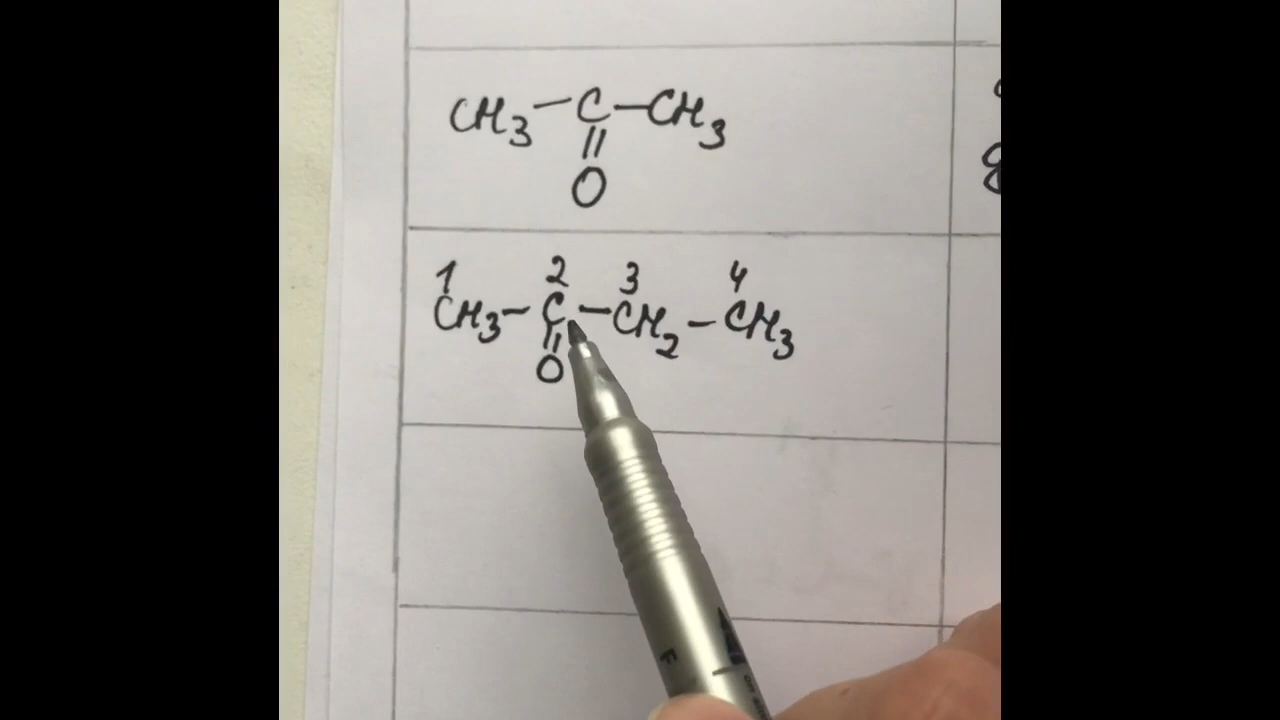 CH3 - C - CH3
||
O
1 2 3 4
CH3 - C - CH2 - CH3
||
O
F